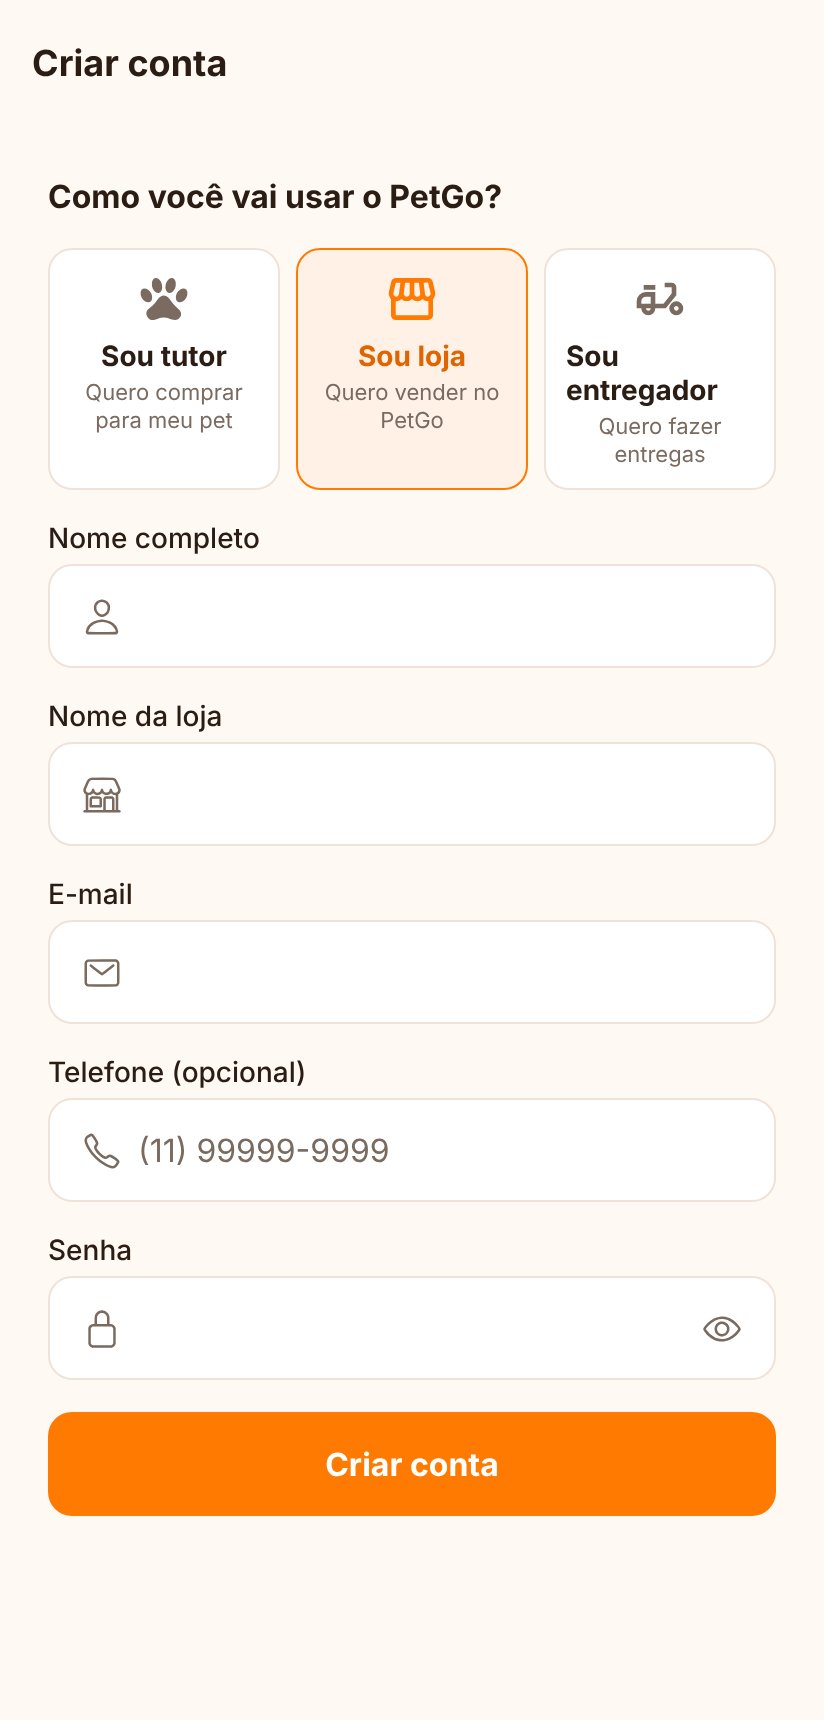 Criar conta
Como você vai usar o PetGo?
Sou tutor
Quero comprar
para meu pet
Sou loja
Quero vender no
PetGo
Sou
entregador
Quero fazer
entregas
Nome completo
Nome da loja
E-mail
Telefone (opcional)
(11) 99999-9999
Senha
Criar conta